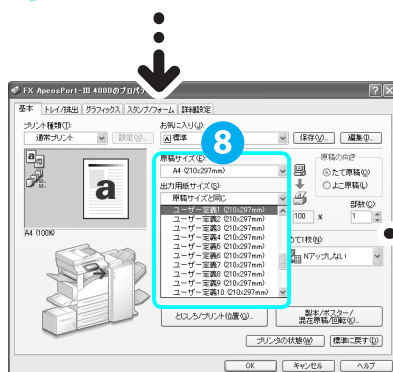 FX ApeosPort-III 4000のプロパティ
基本 トレイ/排出 グラフィックス スタンプ/フォーム 詳細設定
プリント種類(T):
お気に入り(J):
通常プリント
設定(O)...
標準
保存(V)...
編集(I)...
8
原稿サイズ(E):
A4 (210x297mm)
出力用紙サイズ(S):
原稿サイズと同じ
ユーザー定義1 (210x297mm)
ユーザー定義2 (210x297mm)
ユーザー定義3 (210x297mm)
ユーザー定義4 (210x297mm)
ユーザー定義5 (210x297mm)
ユーザー定義6 (210x297mm)
ユーザー定義7 (210x297mm)
ユーザー定義8 (210x297mm)
ユーザー定義9 (210x297mm)
ユーザー定義10 (210x297mm)
原稿の向き
たて原稿(Q)
よこ原稿(L)
部数(C):
100 %
1
めて1枚(N):
Nアップしない
A4 (100%)
とじしろ/プリント位置(G)...
製本/ポスター/
混在原稿/回転(X)...
プリンタの状態(W)
標準に戻す(D)
OK
キャンセル
ヘルプ